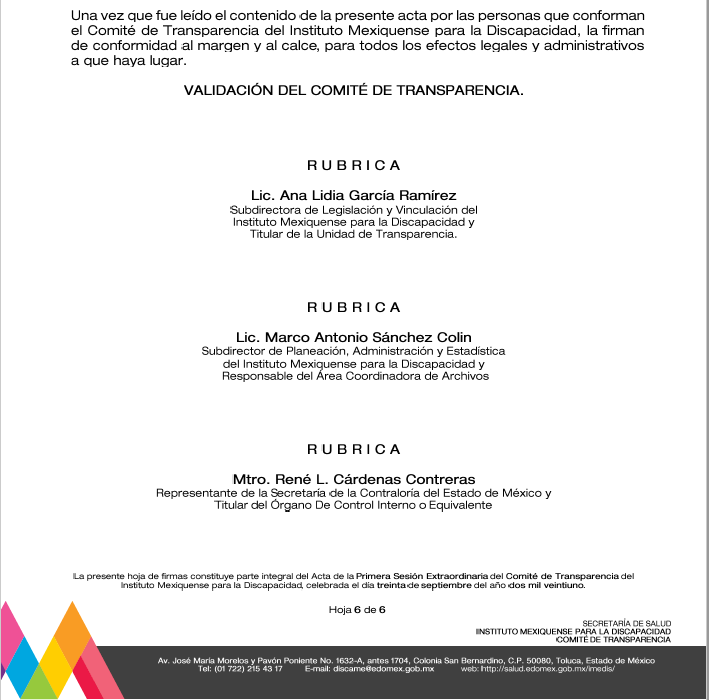 Una vez que fue leído el contenido de la presente acta por las personas que conforman
el Comité de Transparencia del Instituto Mexiquense para la Discapacidad, la firman
de conformidad al margen y al calce, para todos los efectos legales y administrativos
a que haya lugar.
VALIDACIÓN DEL COMITÉ DE TRANSPARENCIA.
R U B R I C A
Lic. Ana Lidia García Ramírez
Subdirectora de Legislación y Vinculación del
Instituto Mexiquense para la Discapacidad y
Titular de la Unidad de Transparencia.
R U B R I C A
Lic. Marco Antonio Sánchez Colin
Subdirector de Planeación, Administración y Estadística
del Instituto Mexiquense para la Discapacidad y
Responsable del Área Coordinadora de Archivos
R U B R I C A
Mtro. René L. Cárdenas Contreras
Representante de la Secretaría de la Contraloría del Estado de México y
Titular del Órgano De Control Interno o Equivalente
La presente hoja de firmas constituye parte integral del Acta de la Primera Sesión Extraordinaria del Comité de Transparencia del
Instituto Mexiquense para la Discapacidad, celebrada el día treinta de septiembre del año dos mil veintiuno.
Hoja 6 de 6
SECRETARÍA DE SALUD
INSTITUTO MEXIQUENSE PARA LA DISCAPACIDAD
COMITÉ DE TRANSPARENCIA
Av. José María Morelos y Pavón Poniente No. 1632-A, antes 1704, Colonia San Bernardino, C.P. 50080, Toluca, Estado de México
Tel: (01 722) 215 43 17 E-mail: discame@edomex.gob.mx web: http://salud.edomex.gob.mx/imedis/